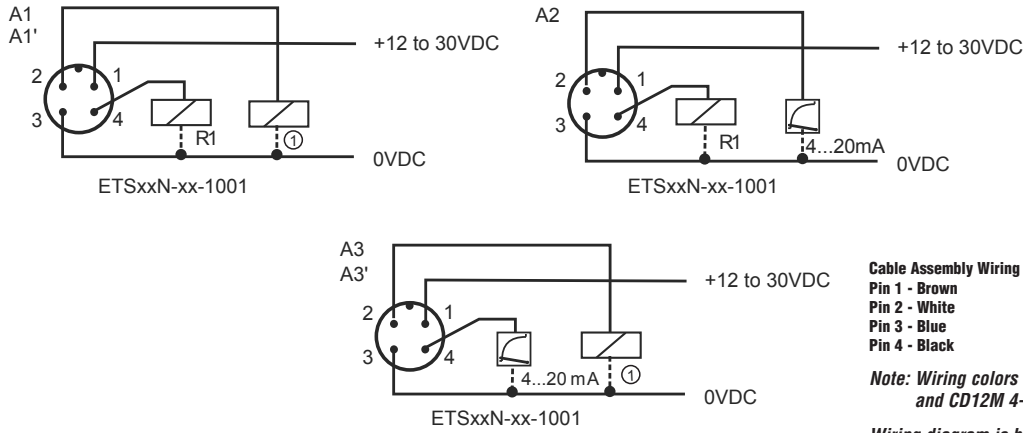 A1
A1'
+12 to 30VDC
2
1
3
4
R1
①
0VDC
ETSxxN-xx-1001
A2
+12 to 30VDC
2
1
3
4
R1
4...20mA
0VDC
ETSxxN-xx-1001
A3
A3'
+12 to 30VDC
2
1
3
4
4...20 mA
①
0VDC
ETSxxN-xx-1001
Cable Assembly Wiring
Pin 1 - Brown
Pin 2 - White
Pin 3 - Blue
Pin 4 - Black
Note: Wiring colors
and CD12M 4-
Wiring diagram is b